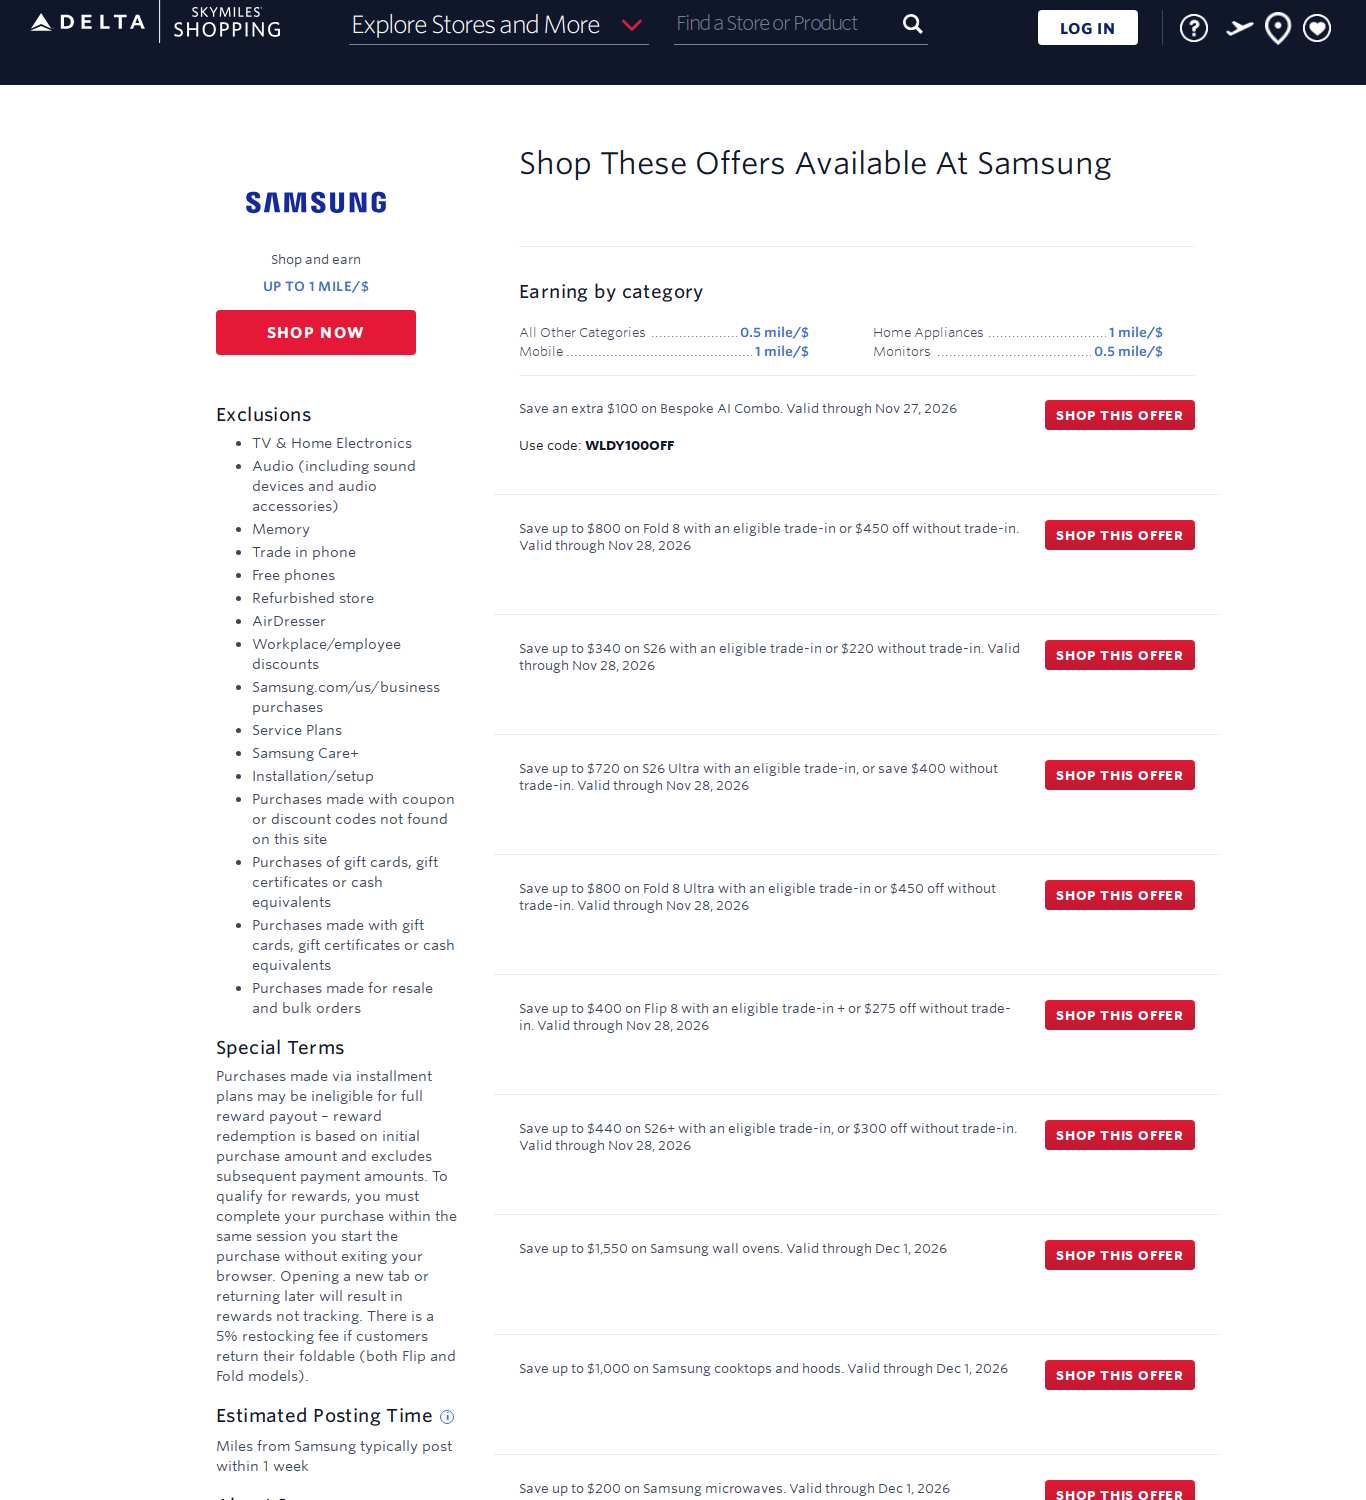 DELTA
SKYMILES
SHOPPING
Explore Stores and More
Find a Store or Product
LOG IN
SAMSUNG
Shop and earn
UP TO 1 MILE/$
SHOP NOW
Exclusions
• TV & Home Electronics
• Audio (including sound
devices and audio
accessories)
• Memory
• Trade in phone
• Free phones
• Refurbished store
• AirDresser
• Workplace/employee
discounts
• Samsung.com/us/business
purchases
• Service Plans
• Samsung Care+
• Installation/setup
• Purchases made with coupon
or discount codes not found
on this site
• Purchases of gift cards, gift
certificates or cash
equivalents
• Purchases made with gift
cards, gift certificates or cash
equivalents
• Purchases made for resale
and bulk orders
Special Terms
Purchases made via installment
plans may be ineligible for full
reward payout – reward
redemption is based on initial
purchase amount and excludes
subsequent payment amounts. To
qualify for rewards, you must
complete your purchase within the
same session you start the
purchase without exiting your
browser. Opening a new tab or
returning later will result in
rewards not tracking. There is a
5% restocking fee if customers
return their foldable (both Flip and
Fold models).
Estimated Posting Time
Miles from Samsung typically post
within 1 week
Shop These Offers Available At Samsung
Earning by category
All Other Categories ...................... 0.5 mile/$
Mobile ............................................... 1 mile/$
Home Appliances .............................. 1 mile/$
Monitors ....................................... 0.5 mile/$
Save an extra $100 on Bespoke AI Combo. Valid through Nov 27, 2026
Use code: WLDY100OFF
SHOP THIS OFFER
Save up to $800 on Fold 8 with an eligible trade-in or $450 off without trade-in.
Valid through Nov 28, 2026
SHOP THIS OFFER
Save up to $340 on S26 with an eligible trade-in or $220 without trade-in. Valid
through Nov 28, 2026
SHOP THIS OFFER
Save up to $720 on S26 Ultra with an eligible trade-in, or save $400 without
trade-in. Valid through Nov 28, 2026
SHOP THIS OFFER
Save up to $800 on Fold 8 Ultra with an eligible trade-in or $450 off without
trade-in. Valid through Nov 28, 2026
SHOP THIS OFFER
Save up to $400 on Flip 8 with an eligible trade-in + or $275 off without trade-
in. Valid through Nov 28, 2026
SHOP THIS OFFER
Save up to $440 on S26+ with an eligible trade-in, or $300 off without trade-in.
Valid through Nov 28, 2026
SHOP THIS OFFER
Save up to $1,550 on Samsung wall ovens. Valid through Dec 1, 2026
SHOP THIS OFFER
Save up to $1,000 on Samsung cooktops and hoods. Valid through Dec 1, 2026
SHOP THIS OFFER
Save up to $200 on Samsung microwaves. Valid through Dec 1, 2026
SHOP THIS OFFER